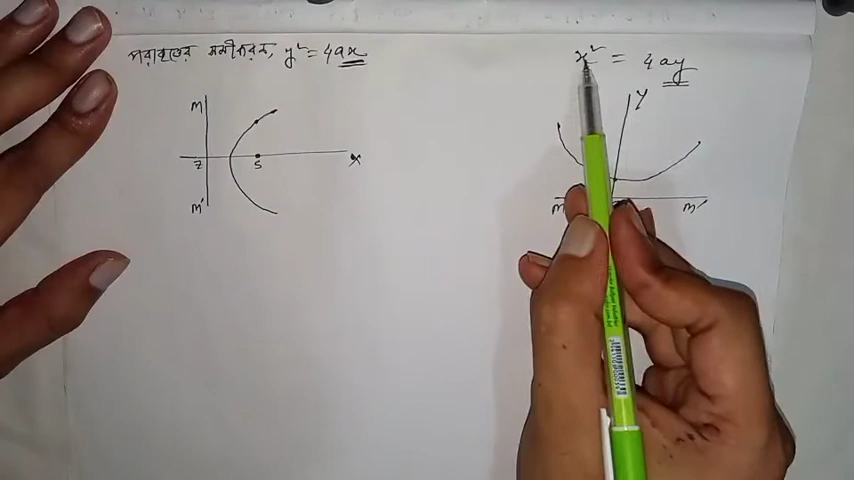 পরাবৃত্তের সমীকরণ, y² = 4ax
x² = 4ay
M
Z
S
X
M'
Y
M
M'